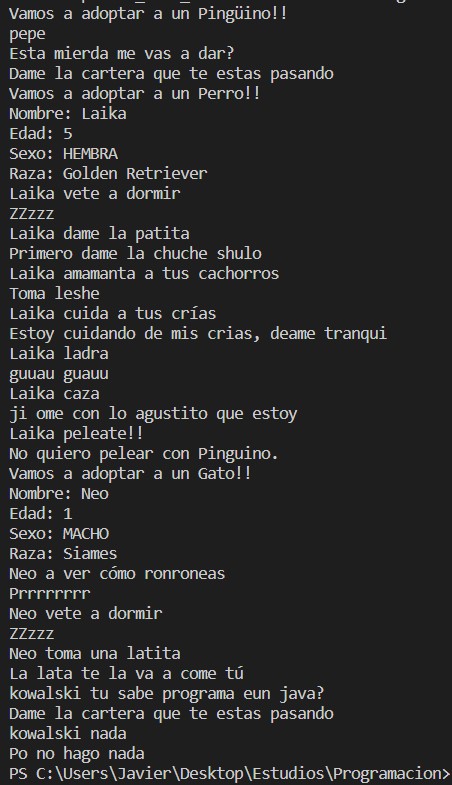 Vamos a adoptar a un Pingüino!!
pepe
Esta mierda me vas a dar?
Dame la cartera que te estas pasando
Vamos a adoptar a un Perro!!
Nombre: Laika
Edad: 5
Sexo: HEMBRA
Raza: Golden Retriever
Laika vete a dormir
ZZzzz
Laika dame la patita
Primero dame la chuche shulo
Laika amamanta a tus cachorros
Toma leshe
Laika cuida a tus crías
Estoy cuidando de mis crias, deame tranqui
Laika ladra
guuau guauu
Laika caza
ji ome con lo agustito que estoy
Laika peleate!!
No quiero pelear con Pinguino.
Vamos a adoptar a un Gato!!
Nombre: Neo
Edad: 1
Sexo: MACHO
Raza: Siames
Neo a ver cómo ronroneas
Prrrrrrrr
Neo vete a dormir
ZZzzz
Neo toma una latita
La lata te la va a come tú
kowalski tu sabe programa eun java?
Dame la cartera que te estas pasando
kowalski nada
Po no hago nada
PS C:\Users\Javier\Desktop\Estudios\Programacion>